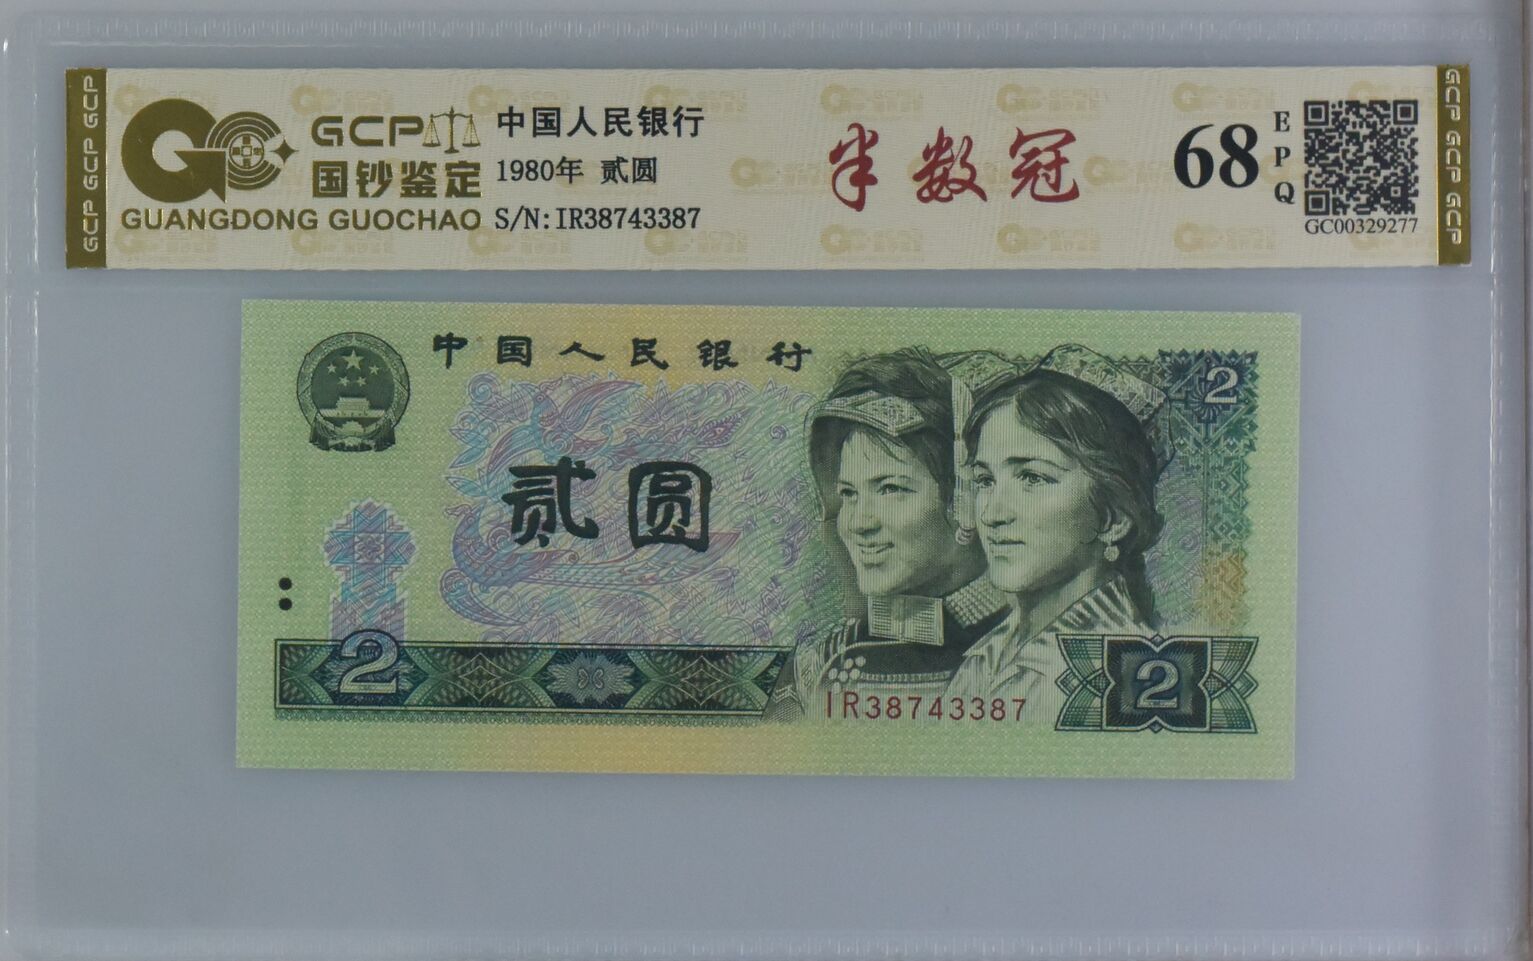 GCP GCP GCP
GCP
国钞鉴定
GUANGDONG GUOCHAO
中国人民银行
1980年 贰圆
S/N:IR38743387
半数冠
68
EPQ
GC00329277
GCP GCP GCP
中国人民银行
贰圆
2
2
2
IR38743387